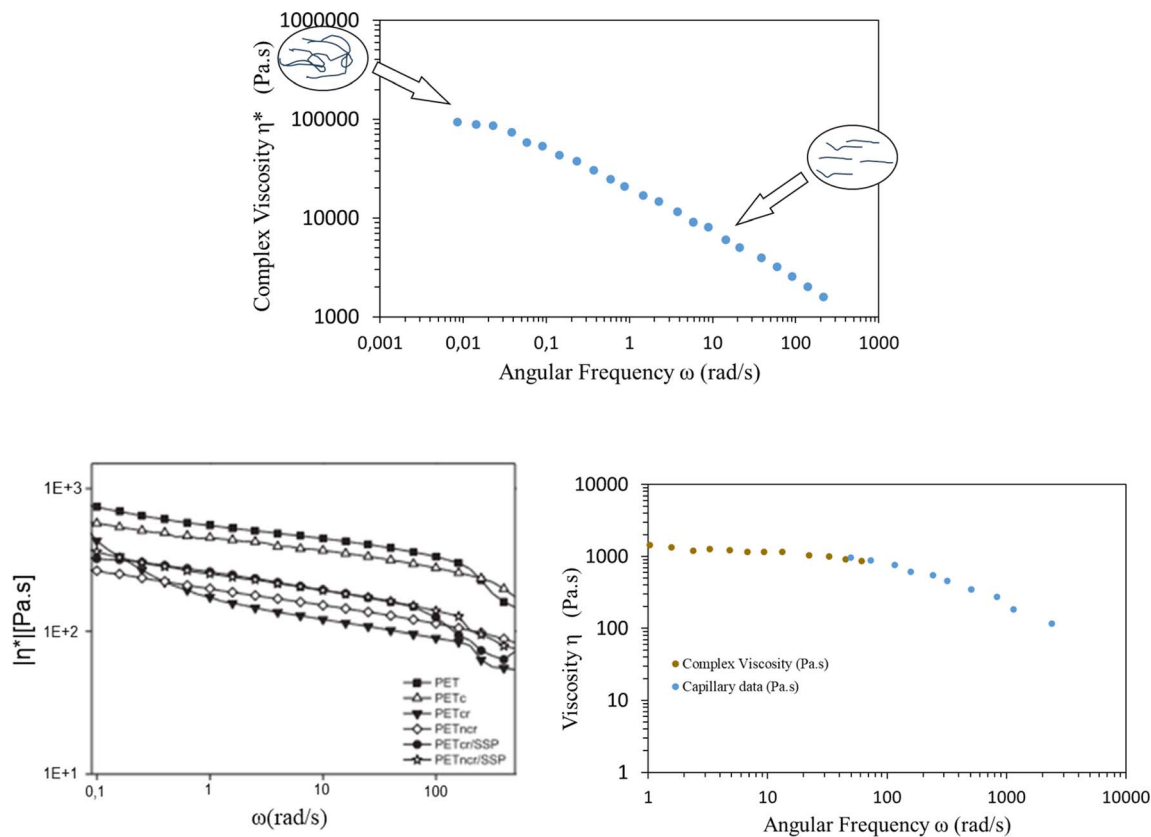 1000000
100000
10000
1000
Complex Viscosity η* (Pa.s)
0,001 0,01 0,1 1 10 100 1000
Angular Frequency ω (rad/s)
1E+3
1E+2
1E+1
|η*|[Pa.s]
PET
PETc
PETcr
PETncr
PETcr/SSP
PETncr/SSP
0,1 1 10 100
ω(rad/s)
10000
1000
100
10
1
Viscosity η (Pa.s)
Complex Viscosity (Pa.s)
Capillary data (Pa.s)
1 10 100 1000 10000
Angular Frequency ω (rad/s)